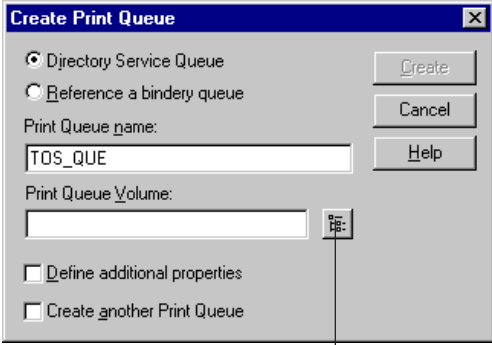 Create Print Queue
Directory Service Queue
Reference a bindery queue
Print Queue name:
TOS_QUE
Print Queue Volume:
Define additional properties
Create another Print Queue
Create
Cancel
Help